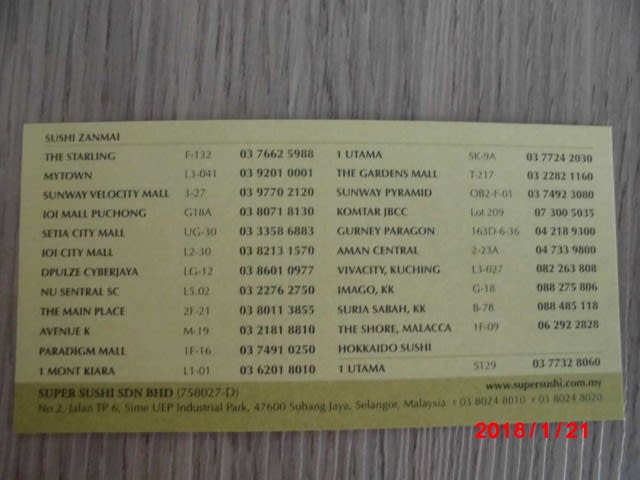 SUSHI ZANMAI
THE STARLING F-132 03 7662 5988
MYTOWN L3-041 03 9201 0001
SUNWAY VELOCITY MALL 3-27 03 9770 2120
IOI MALL PUCHONG G18A 03 8071 8130
SETIA CITY MALL UG-30 03 3358 6883
IOI CITY MALL L2-30 03 8213 1570
DPULZE CYBERJAYA LG-12 03 8601 0977
NU SENTRAL SC L5.02 03 2276 2750
THE MAIN PLACE 2F-21 03 8011 3855
AVENUE K M-19 03 2181 8810
PARADIGM MALL 1F-16 03 7491 0250
1 MONT KIARA L1-01 03 6201 8010
1 UTAMA SK-9A 03 7724 2030
THE GARDENS MALL T-217 03 2282 1160
SUNWAY PYRAMID OB2-F-01 03 7492 3080
KOMTAR JBCC Lot 209 07 300 5035
GURNEY PARAGON 163D-6-36 04 218 9300
AMAN CENTRAL 2-23A 04 733 9800
VIVACITY, KUCHING L3-027 082 263 808
IMAGO, KK G-18 088 275 806
SURIA SABAH, KK B-78 088 485 118
THE SHORE, MALACCA 1F-09 06 292 2828
HOKKAIDO SUSHI
1 UTAMA S129 03 7732 8060
SUPER SUSHI SDN BHD (758027-D) www.supersushi.com.my
No.2, Jalan TP 6, Sime UEP Industrial Park, 47600 Subang Jaya, Selangor, Malaysia T 03 8024 8010 F 03 8024 8020
2018/1/21